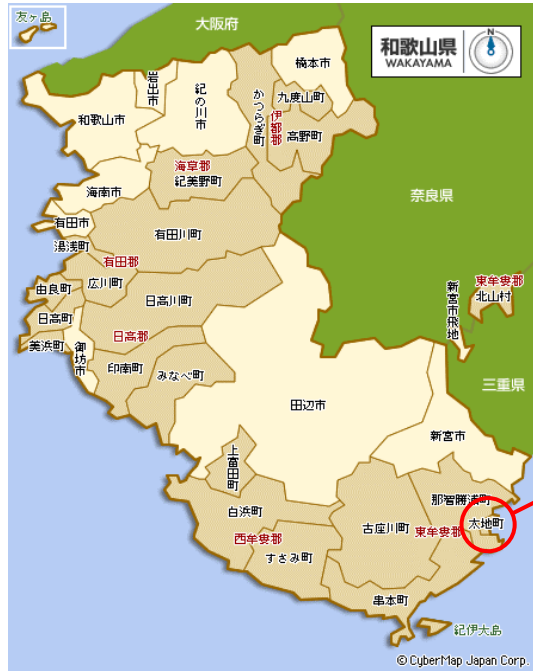 友ヶ島
大阪府
和歌山県
WAKAYAMA
橋本市
岩出市
紀の川市
かつらぎ町
九度山町
伊都郡
高野町
和歌山市
海草郡
紀美野町
海南市
奈良県
有田市
有田川町
湯浅町
有田郡
広川町
由良町
日高川町
東牟婁郡
北山村
新宮市飛地
日高町
日高郡
美浜町
御坊市
印南町
みなべ町
三重県
田辺市
新宮市
上富田町
那智勝浦町
白浜町
太地町
古座川町
東牟婁郡
西牟婁郡
すさみ町
串本町
紀伊大島
© CyberMap Japan Corp.